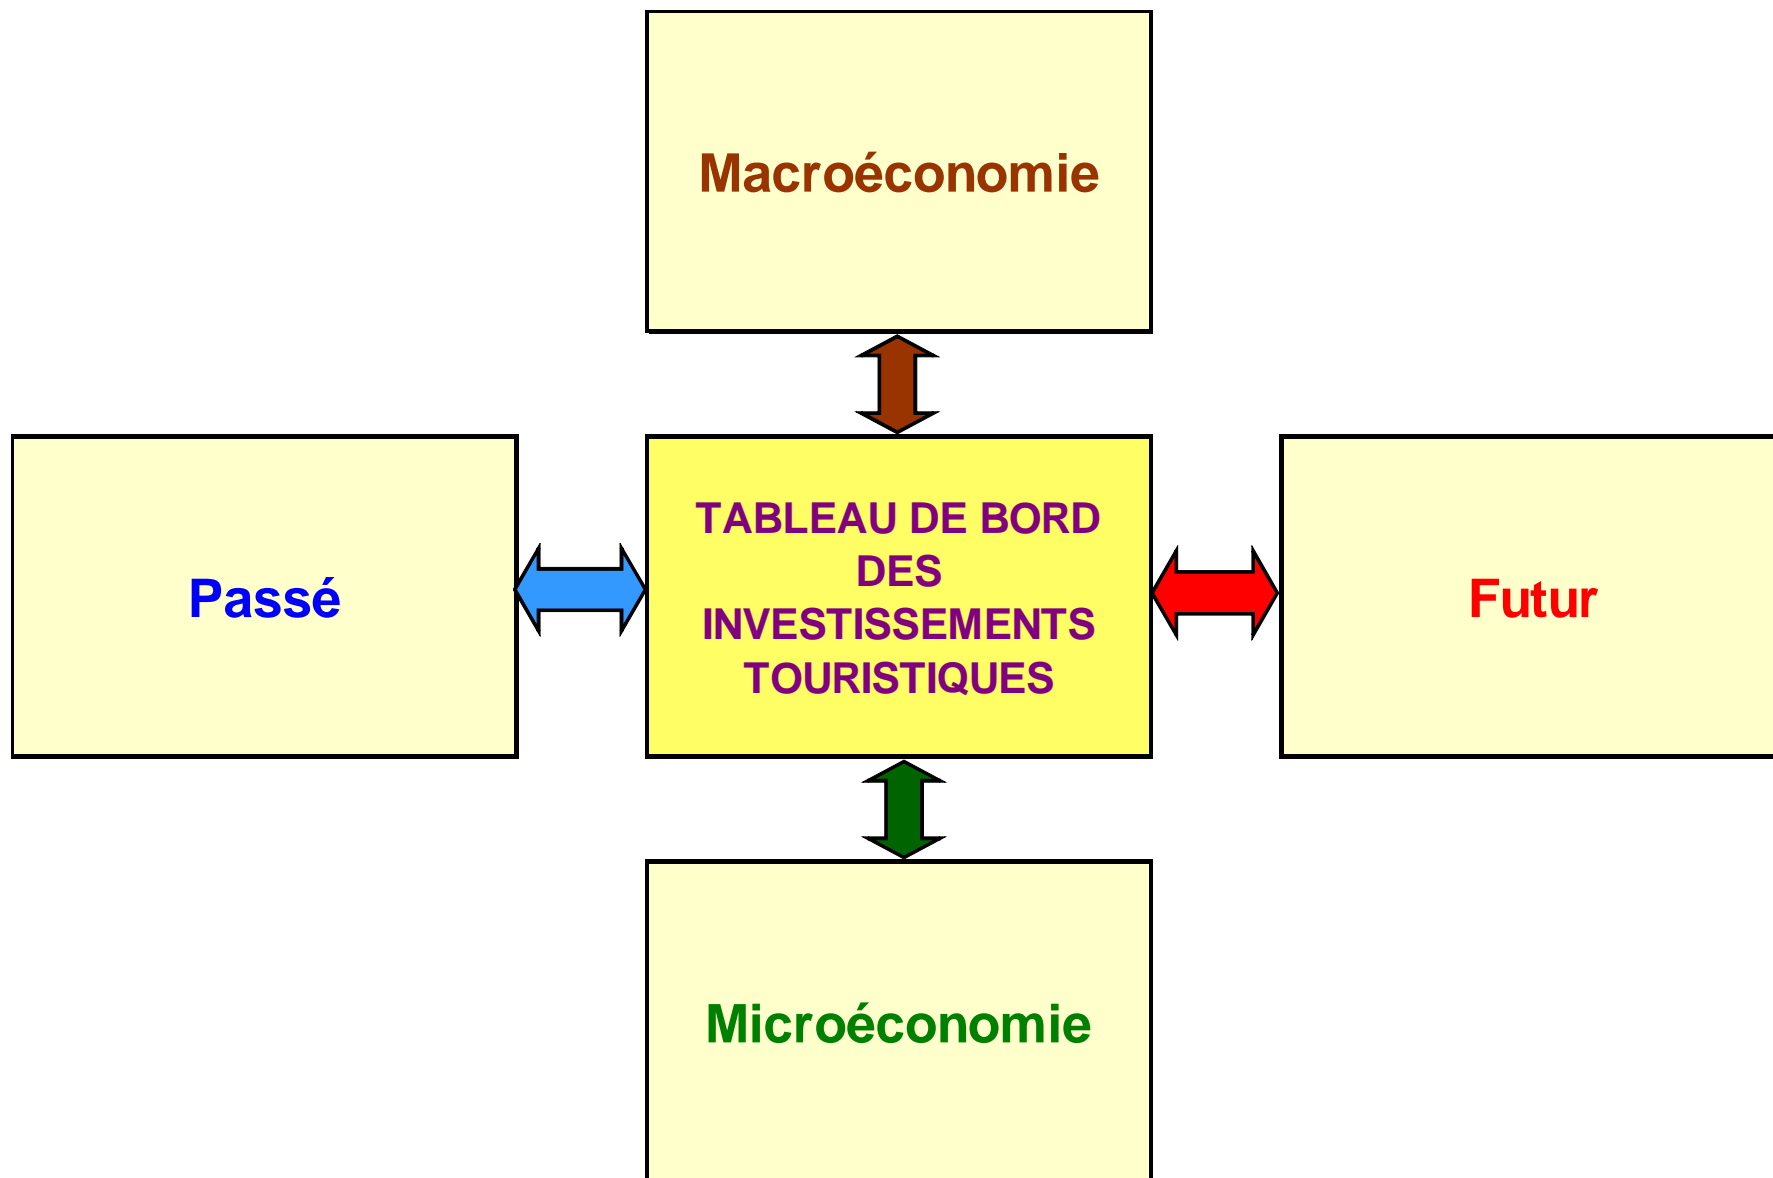 Macroéconomie
Passé
TABLEAU DE BORD
DES
INVESTISSEMENTS
TOURISTIQUES
Futur
Microéconomie